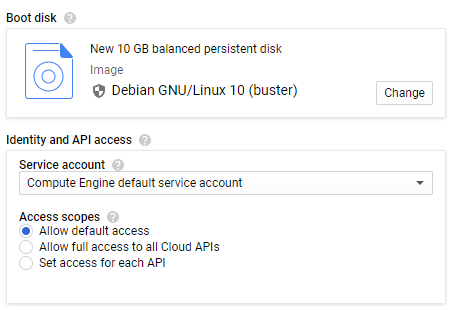 Boot disk
New 10 GB balanced persistent disk
Image
Debian GNU/Linux 10 (buster)
Change
Identity and API access
Service account
Compute Engine default service account
Access scopes
Allow default access
Allow full access to all Cloud APIs
Set access for each API